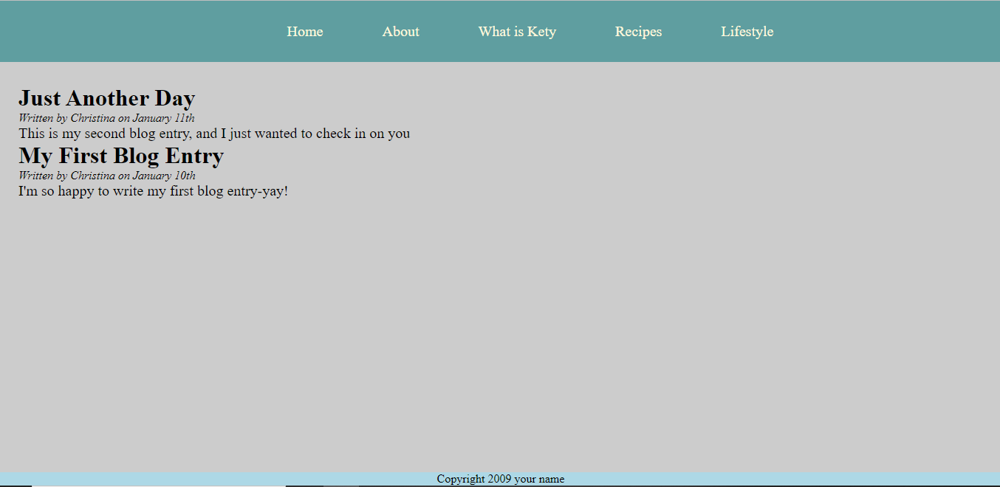 Home About What is Kety Recipes Lifestyle
Just Another Day
Written by Christina on January 11th
This is my second blog entry, and I just wanted to check in on you
My First Blog Entry
Written by Christina on January 10th
I'm so happy to write my first blog entry-yay!
Copyright 2009 your name